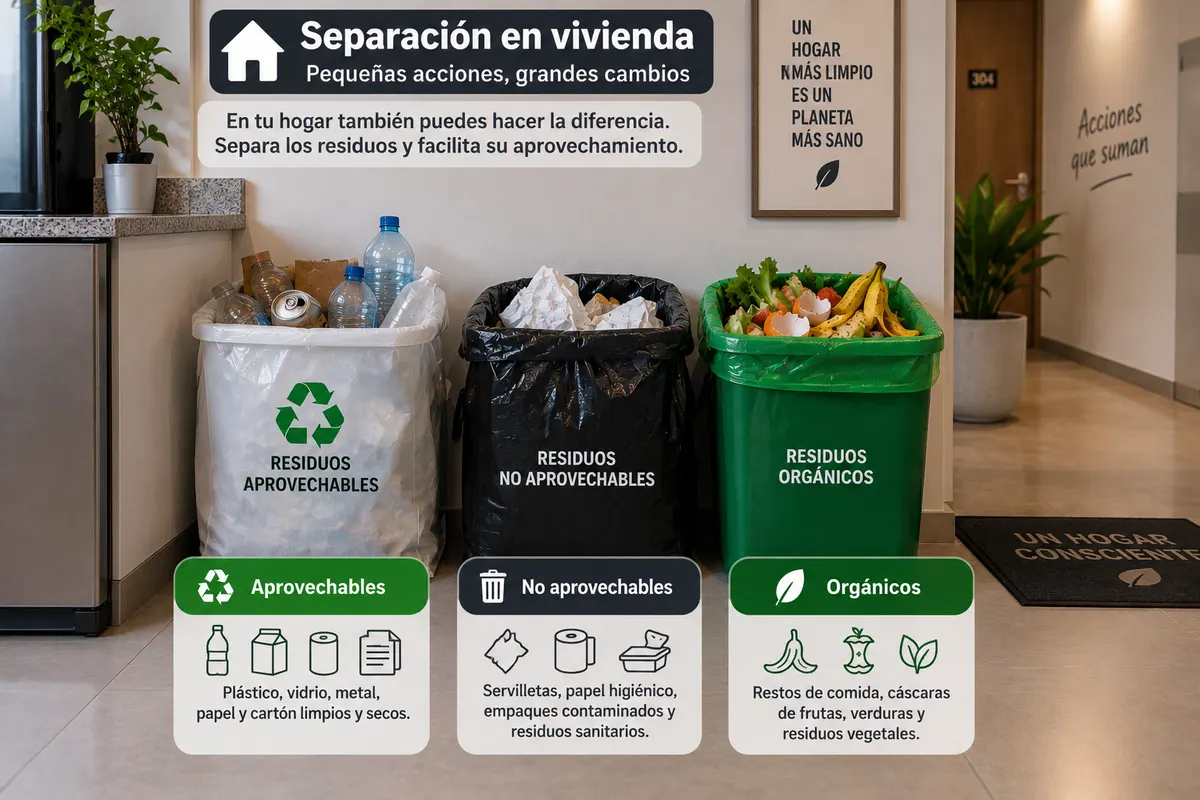 Separación en vivienda
Pequeñas acciones, grandes cambios
En tu hogar también puedes hacer la diferencia.
Separa los residuos y facilita su aprovechamiento.
UN
HOGAR
NMÁS LIMPIO
ES UN
PLANETA
MÁS SANO
304
Acciones
que suman
RESIDUOS
APROVECHABLES
RESIDUOS
NO APROVECHABLES
RESIDUOS
ORGÁNICOS
UN HOGAR
CONSCIENTE
Aprovechables
Plástico, vidrio, metal,
papel y cartón limpios y secos.
No aprovechables
Servilletas, papel higiénico,
empaques contaminados y
residuos sanitarios.
Orgánicos
Restos de comida, cáscaras
de frutas, verduras y
residuos vegetales.